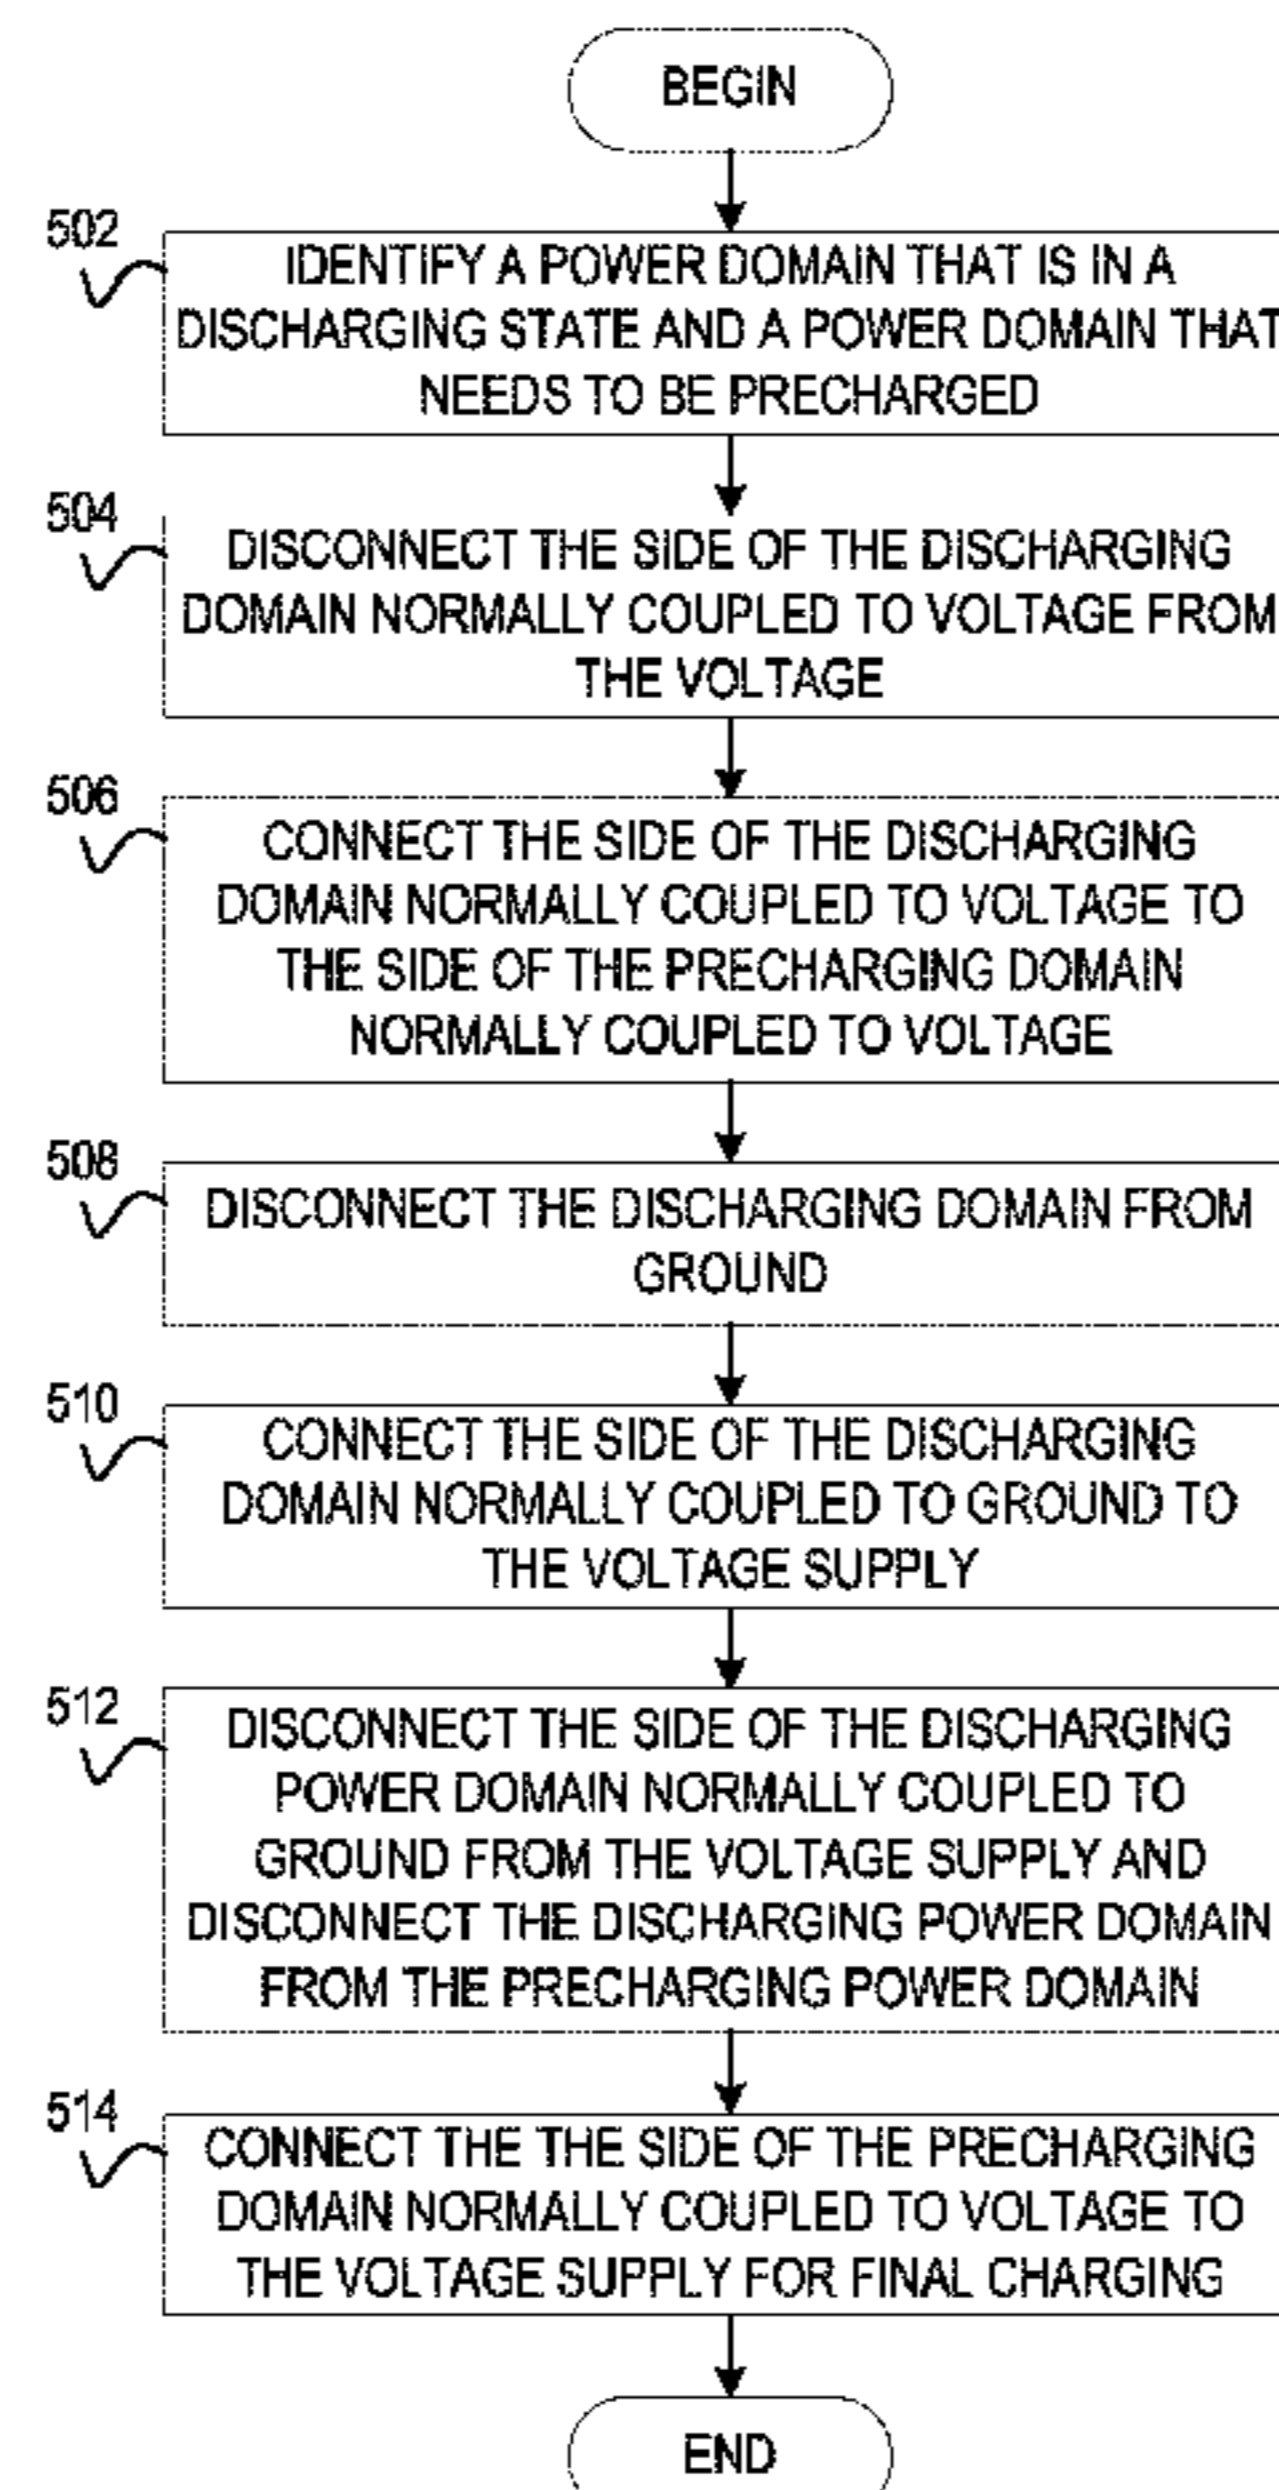 BEGIN
502
IDENTIFY A POWER DOMAIN THAT IS IN A
DISCHARGING STATE AND A POWER DOMAIN THAT
NEEDS TO BE PRECHARGED
504
DISCONNECT THE SIDE OF THE DISCHARGING
DOMAIN NORMALLY COUPLED TO VOLTAGE FROM
THE VOLTAGE
506
CONNECT THE SIDE OF THE DISCHARGING
DOMAIN NORMALLY COUPLED TO VOLTAGE TO
THE SIDE OF THE PRECHARGING DOMAIN
NORMALLY COUPLED TO VOLTAGE
508
DISCONNECT THE DISCHARGING DOMAIN FROM
GROUND
510
CONNECT THE SIDE OF THE DISCHARGING
DOMAIN NORMALLY COUPLED TO GROUND TO
THE VOLTAGE SUPPLY
512
DISCONNECT THE SIDE OF THE DISCHARGING
POWER DOMAIN NORMALLY COUPLED TO
GROUND FROM THE VOLTAGE SUPPLY AND
DISCONNECT THE DISCHARGING POWER DOMAIN
FROM THE PRECHARGING POWER DOMAIN
514
CONNECT THE THE SIDE OF THE PRECHARGING
DOMAIN NORMALLY COUPLED TO VOLTAGE TO
THE VOLTAGE SUPPLY FOR FINAL CHARGING
END